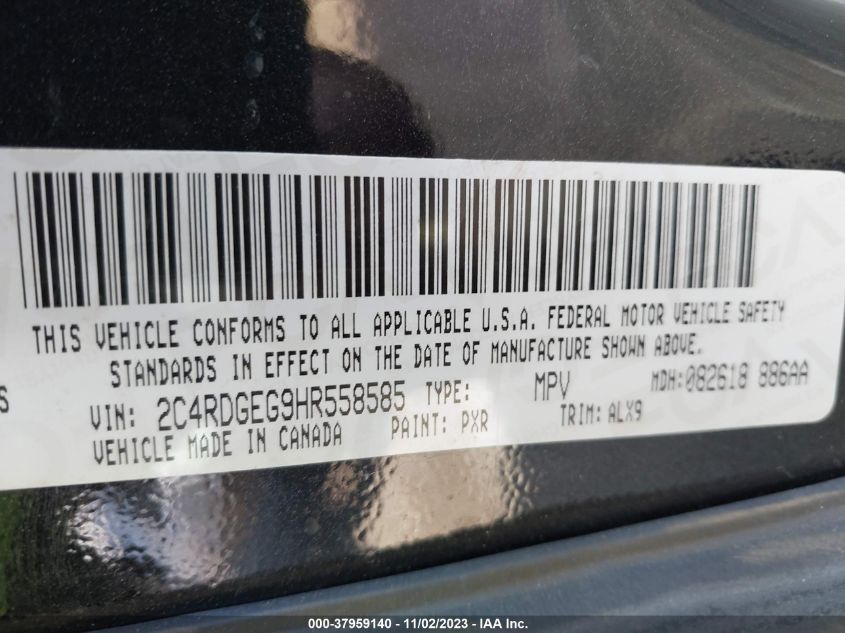 THIS VEHICLE CONFORMS TO ALL APPLICABLE U.S.A. FEDERAL MOTOR VEHICLE SAFETY
STANDARDS IN EFFECT ON THE DATE OF MANUFACTURE SHOWN ABOVE.
S VIN: 2C4RDGEG9HR558585 TYPE: MPV MDH:082618 886AA
VEHICLE MADE IN CANADA PAINT: PXR TRIM: ALX9
000-37959140 - 11/02/2023 - IAA Inc.